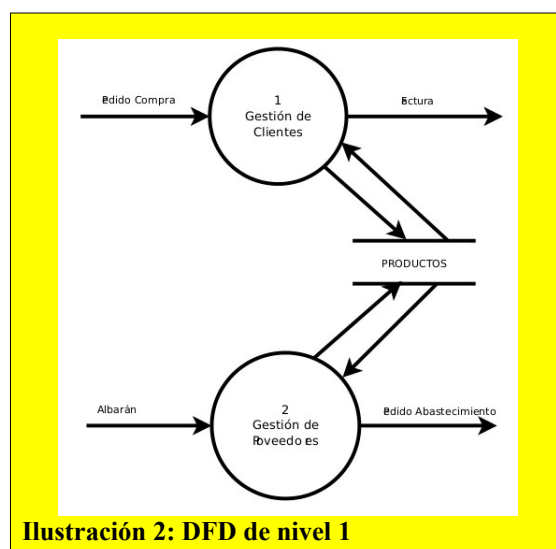 Pedido Compra
1
Gestión de
Clientes
Factura
PRODUCTOS
Albarán
2
Gestión de
Proveedores
Pedido Abastecimiento
Ilustración 2: DFD de nivel 1